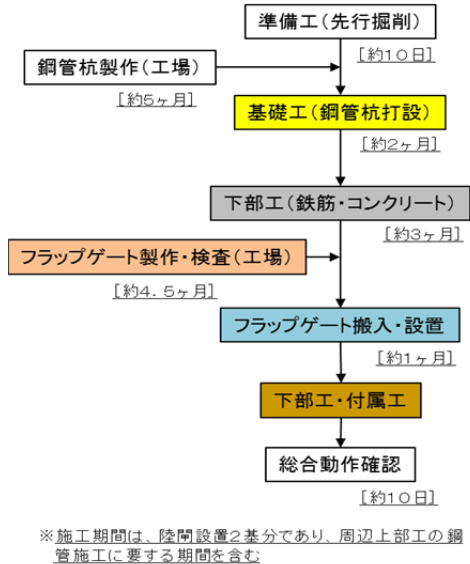 準備工（先行掘削）
［約10日］
鋼管杭製作（工場）
［約5ヶ月］
基礎工（鋼管杭打設）
［約2ヶ月］
下部工（鉄筋・コンクリート）
［約3ヶ月］
フラップゲート製作・検査（工場）
［約4．5ヶ月］
フラップゲート搬入・設置
［約1ヶ月］
下部工・付属工
総合動作確認
［約10日］
※施工期間は、陸閘設置2基分であり、周辺上部工の鋼
管施工に要する期間を含む